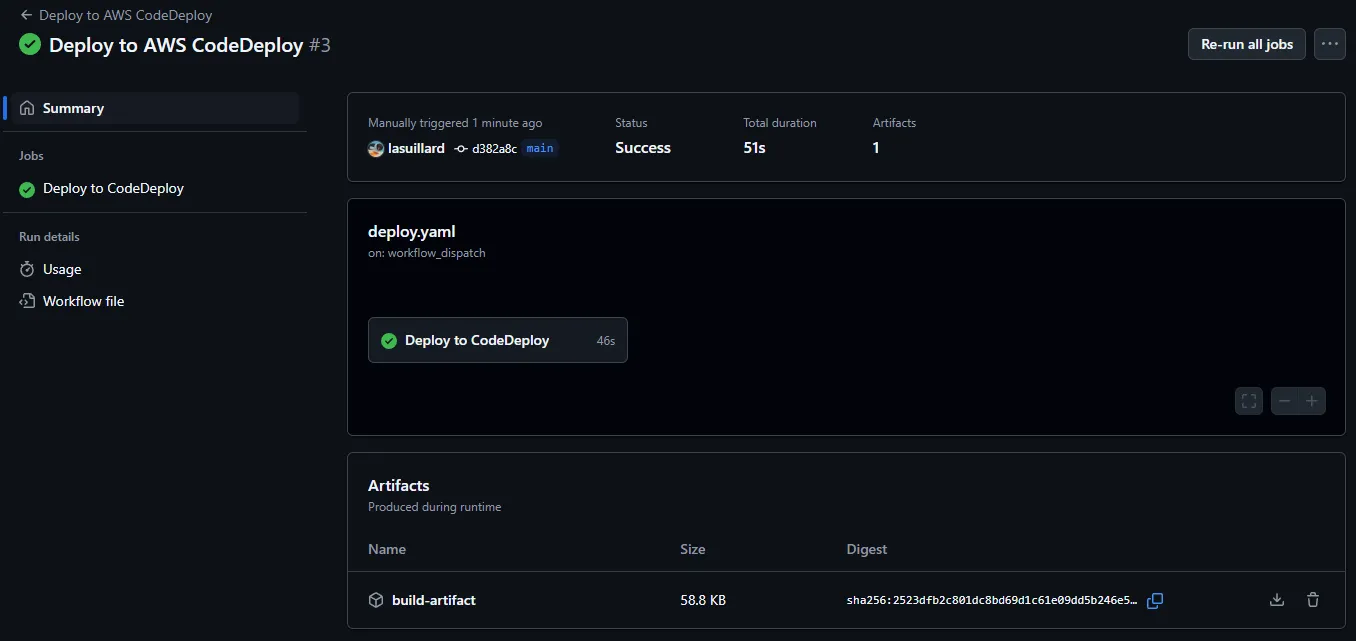 Deploy to AWS CodeDeploy
Deploy to AWS CodeDeploy #3
Re-run all jobs
Summary
Jobs
Deploy to CodeDeploy
Run details
Usage
Workflow file
Manually triggered 1 minute ago
lasuillard d382a8c main
Status
Success
Total duration
51s
Artifacts
1
deploy.yaml
on: workflow_dispatch
Deploy to CodeDeploy 46s
Artifacts
Produced during runtime
Name Size Digest
build-artifact 58.8 KB sha256:2523dfb2c801dc8bd69d1c61e09dd5b246e5…